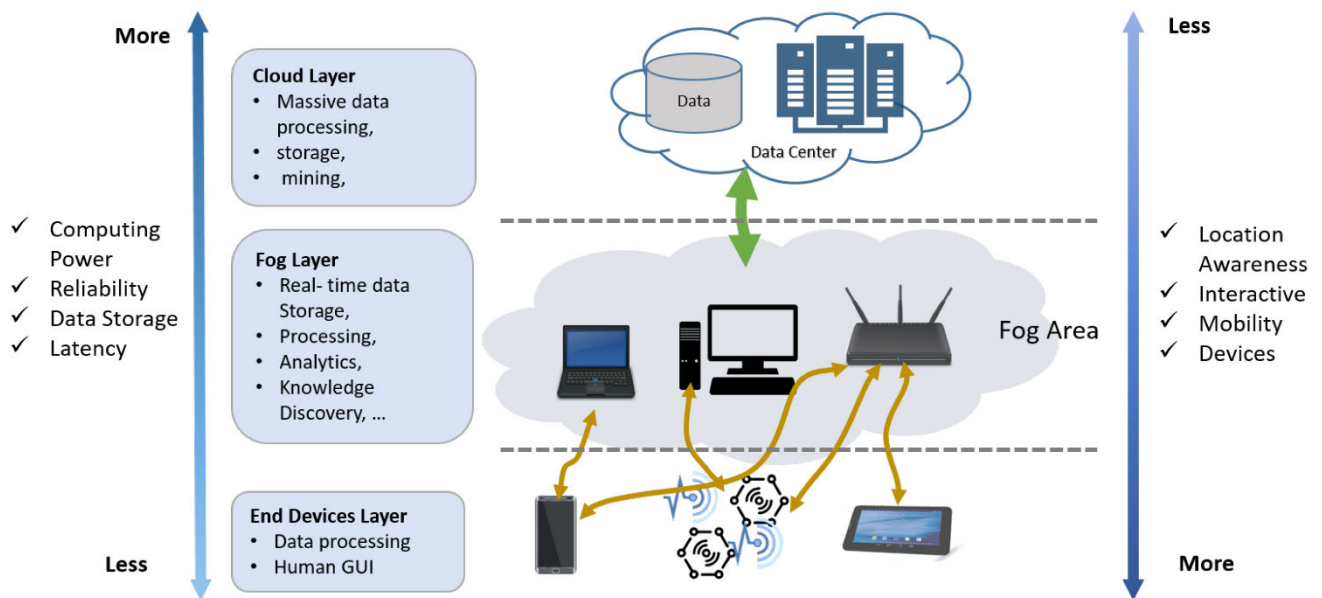 More
Less
Cloud Layer
• Massive data
processing,
• storage,
• mining,
Data
Data Center
✓ Computing
Power
✓ Reliability
✓ Data Storage
✓ Latency
Fog Layer
• Real- time data
Storage,
• Processing,
• Analytics,
• Knowledge
Discovery, ...
Fog Area
✓ Location
Awareness
✓ Interactive
✓ Mobility
✓ Devices
End Devices Layer
• Data processing
• Human GUI
Less
More